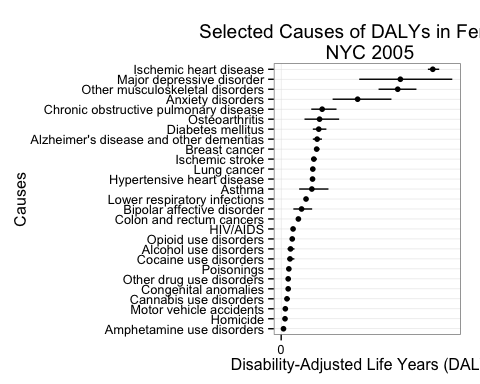 Selected Causes of DALYs in Fe
NYC 2005
Causes
Ischemic heart disease
Major depressive disorder
Other musculoskeletal disorders
Anxiety disorders
Chronic obstructive pulmonary disease
Osteoarthritis
Diabetes mellitus
Alzheimer's disease and other dementias
Breast cancer
Ischemic stroke
Lung cancer
Hypertensive heart disease
Asthma
Lower respiratory infections
Bipolar affective disorder
Colon and rectum cancers
HIV/AIDS
Opioid use disorders
Alcohol use disorders
Cocaine use disorders
Poisonings
Other drug use disorders
Congenital anomalies
Cannabis use disorders
Motor vehicle accidents
Homicide
Amphetamine use disorders
0
Disability-Adjusted Life Years (DAL